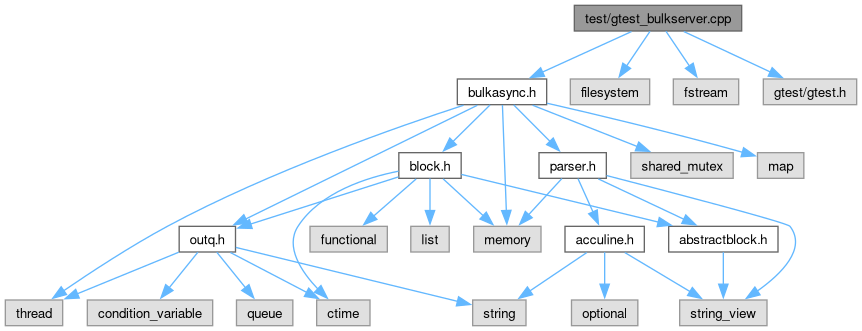 test/gtest_bulkserver.cpp
bulkasync.h
filesystem
fstream
gtest/gtest.h
block.h
parser.h
shared_mutex
map
outq.h
functional
list
memory
acculine.h
abstractblock.h
thread
condition_variable
queue
ctime
string
optional
string_view